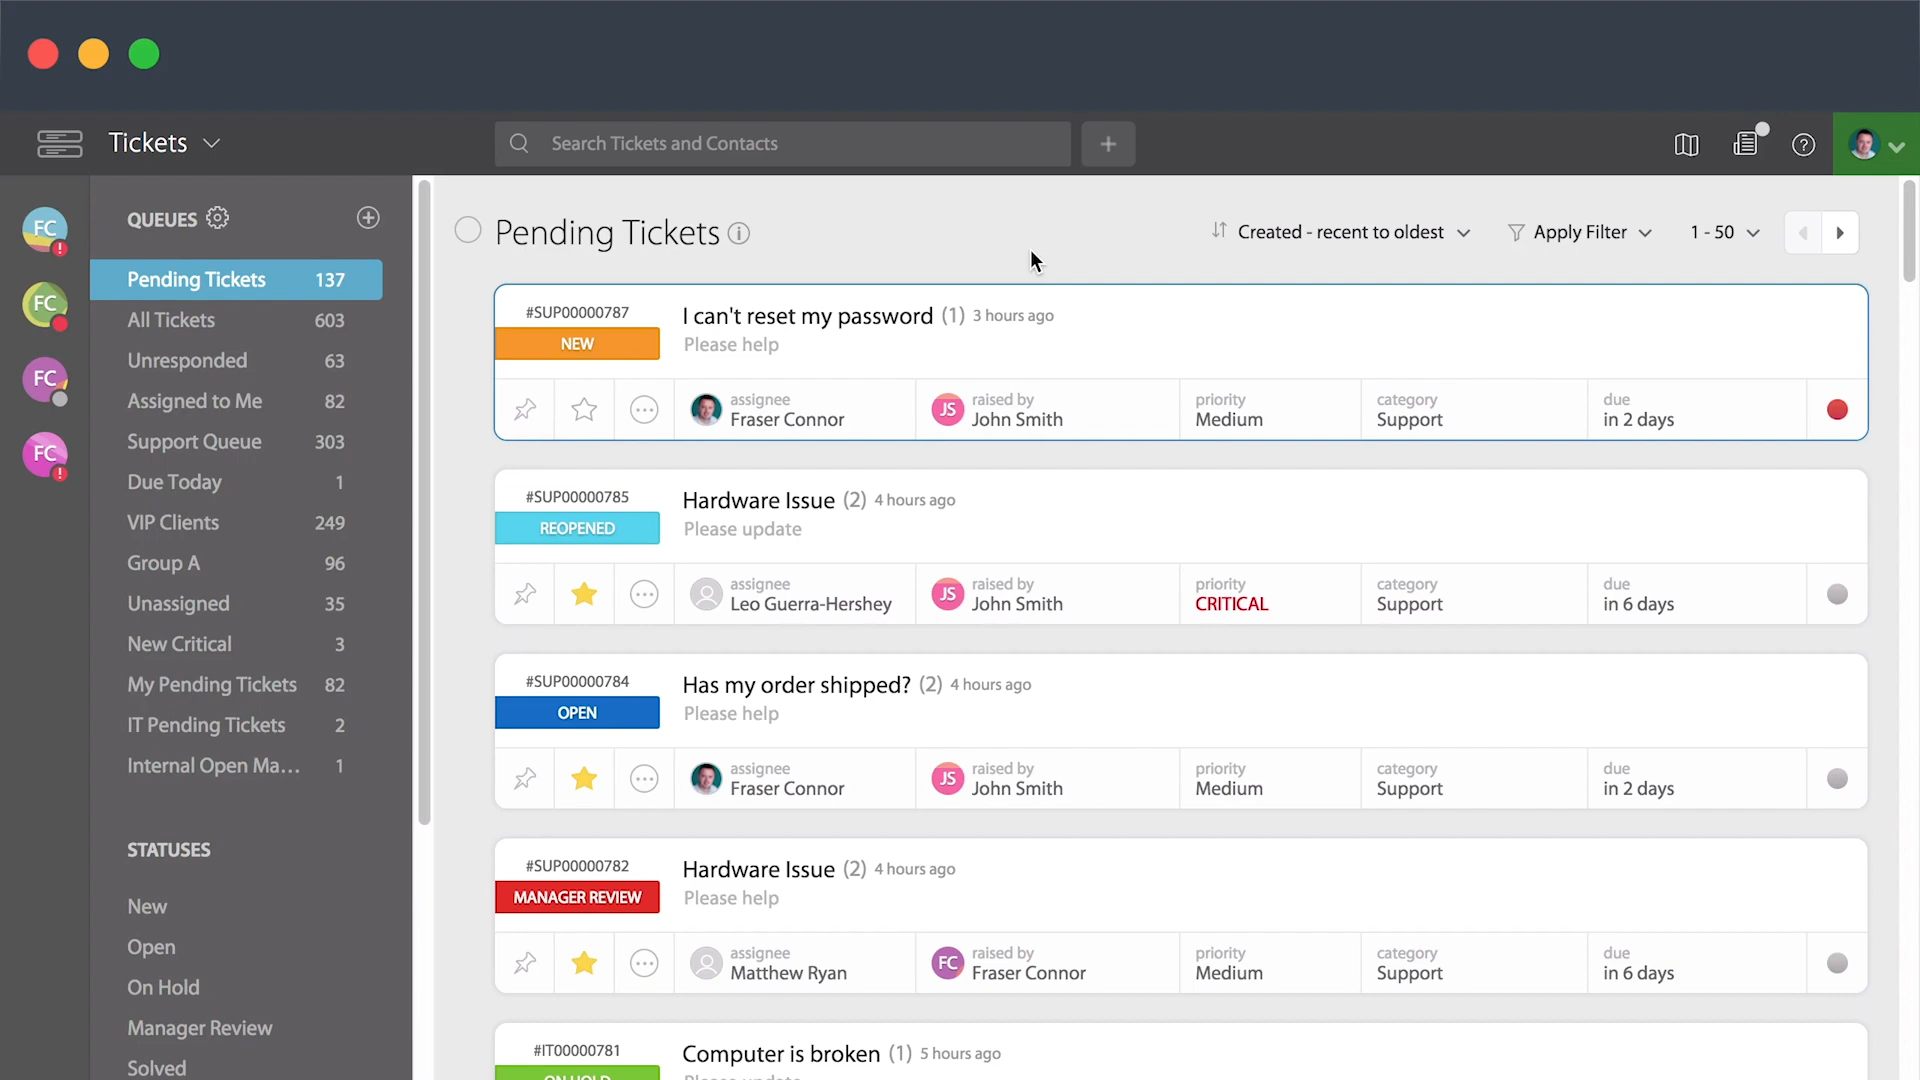 Tickets
Search Tickets and Contacts
+
?
FC
!
FC
FC
FC
!
QUEUES
Pending Tickets 137
All Tickets 603
Unresponded 63
Assigned to Me 82
Support Queue 303
Due Today 1
VIP Clients 249
Group A 96
Unassigned 35
New Critical 3
My Pending Tickets 82
IT Pending Tickets 2
Internal Open Ma... 1
STATUSES
New
Open
On Hold
Manager Review
Solved
Pending Tickets i
Created - recent to oldest
Apply Filter
1 - 50
#SUP00000787
NEW
I can't reset my password (1) 3 hours ago
Please help
assignee
Fraser Connor
JS
raised by
John Smith
priority
Medium
category
Support
due
in 2 days
#SUP00000785
REOPENED
Hardware Issue (2) 4 hours ago
Please update
assignee
Leo Guerra-Hershey
JS
raised by
John Smith
priority
CRITICAL
category
Support
due
in 6 days
#SUP00000784
OPEN
Has my order shipped? (2) 4 hours ago
Please help
assignee
Fraser Connor
JS
raised by
John Smith
priority
Medium
category
Support
due
in 2 days
#SUP00000782
MANAGER REVIEW
Hardware Issue (2) 4 hours ago
Please help
assignee
Matthew Ryan
FC
raised by
Fraser Connor
priority
Medium
category
Support
due
in 6 days
#IT00000781
ON HOLD
Computer is broken (1) 5 hours ago
Please update